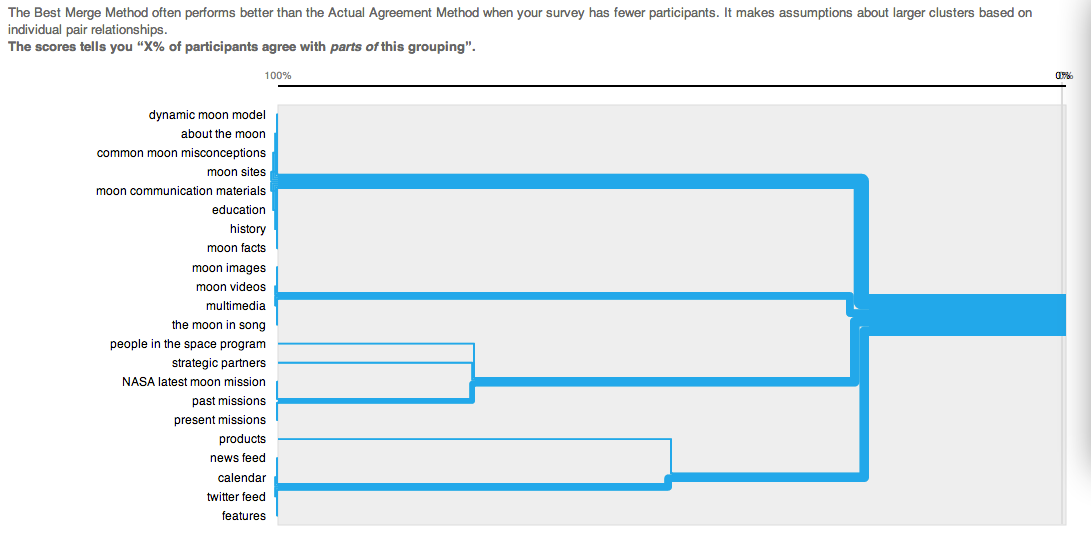 The Best Merge Method often performs better than the Actual Agreement Method when your survey has fewer participants. It makes assumptions about larger clusters based on
individual pair relationships.
The scores tells you “X% of participants agree with parts of this grouping”.
100%
0%
dynamic moon model
about the moon
common moon misconceptions
moon sites
moon communication materials
education
history
moon facts
moon images
moon videos
multimedia
the moon in song
people in the space program
strategic partners
NASA latest moon mission
past missions
present missions
products
news feed
calendar
twitter feed
features